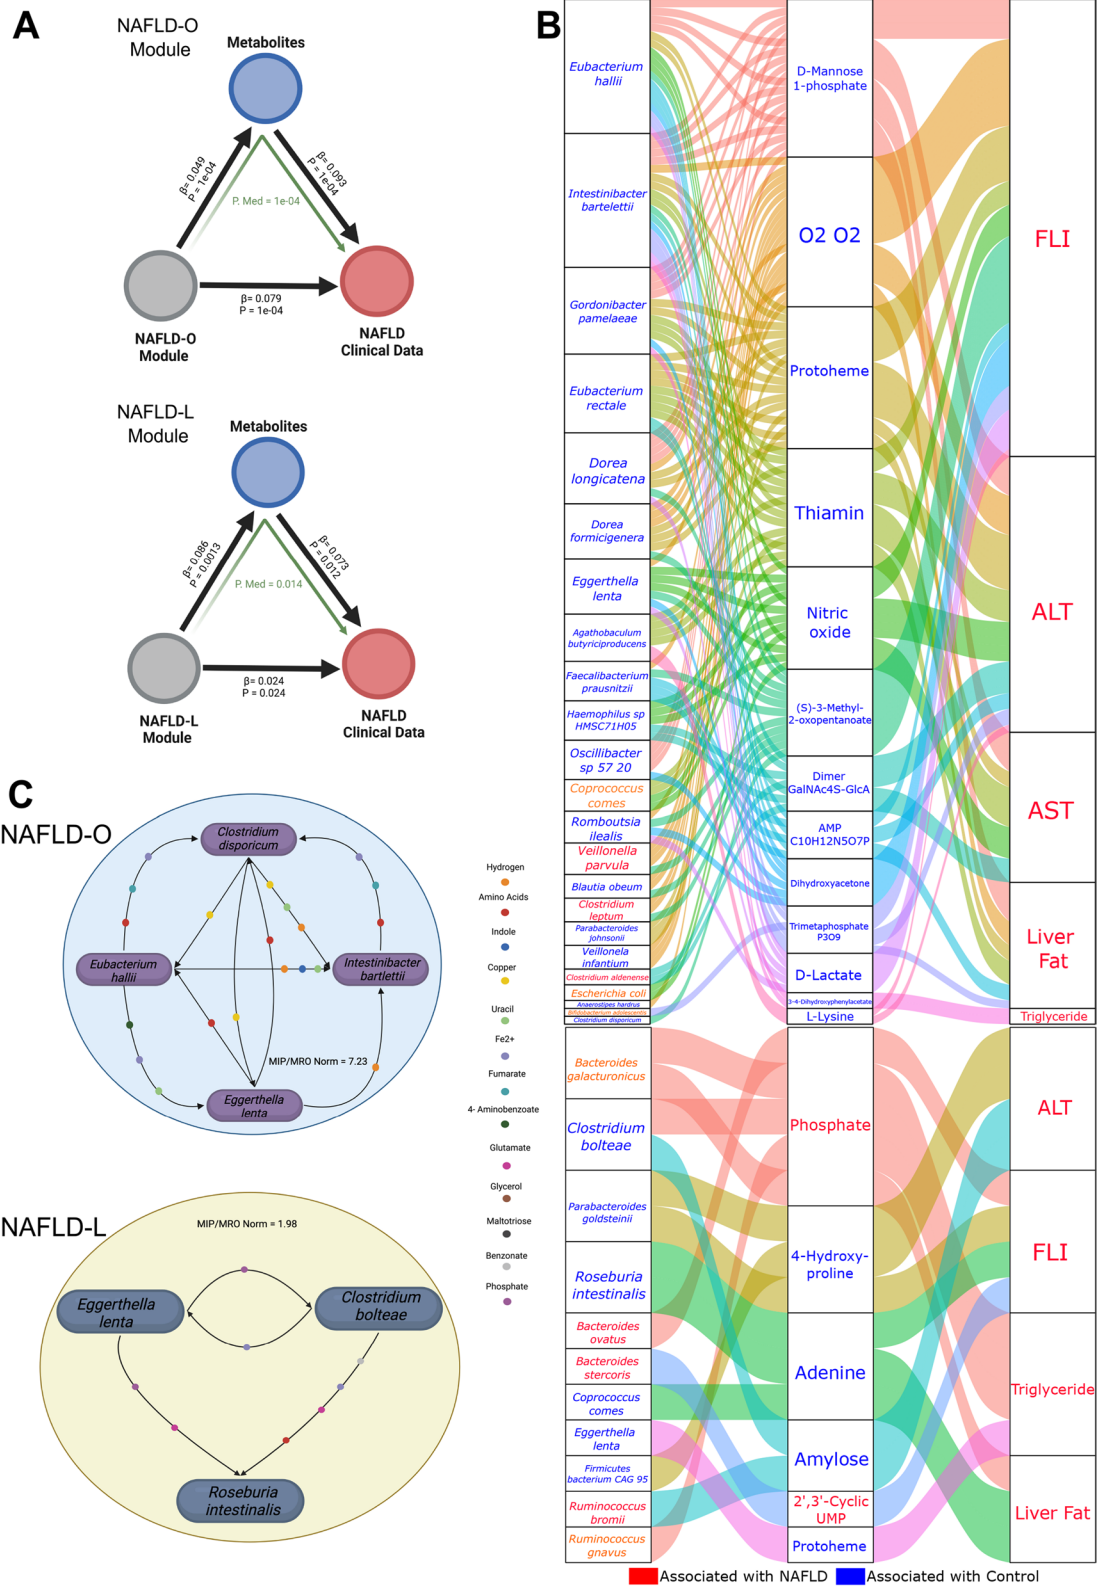 A
NAFLD-O
Module
Metabolites
β= 0.049
P = 1e-04
β= 0.093
P = 1e-04
P. Med = 1e-04
β= 0.079
P = 1e-04
NAFLD-O
Module
NAFLD
Clinical Data
NAFLD-L
Module
Metabolites
β= 0.086
P = 0.0013
β= 0.073
P = 0.012
P. Med = 0.014
β= 0.024
P = 0.024
NAFLD-L
Module
NAFLD
Clinical Data
B
Eubacterium
hallii
Intestinibacter
bartelettii
Gordonibacter
pamelaeae
Eubacterium
rectale
Dorea
longicatena
Dorea
formicigenera
Eggerthella
lenta
Agathobaculum
butyriciproducens
Faecalibacterium
prausnitzii
Haemophilus sp
HMSC71H05
Oscillibacter
sp 57 20
Coprococcus
comes
Romboutsia
ilealis
Veillonella
parvula
Blautia obeum
Clostridium
leptum
Parabacteroides
johnsonii
Veillonella
infantium
Clostridium aldenense
Escherichia coli
Anaerostipes hadrus
Bifidobacterium adolescentis
Clostridium disporicum
D-Mannose
1-phosphate
O2 O2
Protoheme
Thiamin
Nitric
oxide
(S)-3-Methyl-
2-oxopentanoate
Dimer
GalNAc4S-GlcA
AMP
C10H12N5O7P
Dihydroxyacetone
Trimetaphosphate
P3O9
D-Lactate
3-4-Dihydroxyphenylacetate
L-Lysine
FLI
ALT
AST
Liver
Fat
Triglyceride
Bacteroides
galacturonicus
Clostridium
bolteae
Parabacteroides
goldsteinii
Roseburia
intestinalis
Bacteroides
ovatus
Bacteroides
stercoris
Coprococcus
comes
Eggerthella
lenta
Firmicutes
bacterium CAG 95
Ruminococcus
bromii
Ruminococcus
gnavus
Phosphate
4-Hydroxy-
proline
Adenine
Amylose
2',3'-Cyclic
UMP
Protoheme
ALT
FLI
Triglyceride
Liver Fat
Associated with NAFLD
Associated with Control
C
NAFLD-O
Clostridium
disporicum
Eubacterium
hallii
Intestinibacter
bartlettii
MIP/MRO Norm = 7.23
Eggerthella
lenta
Hydrogen
Amino Acids
Indole
Copper
Uracil
Fe2+
Fumarate
4- Aminobenzoate
Glutamate
Glycerol
Maltotriose
Benzonate
Phosphate
NAFLD-L
MIP/MRO Norm = 1.98
Eggerthella
lenta
Clostridium
bolteae
Roseburia
intestinalis